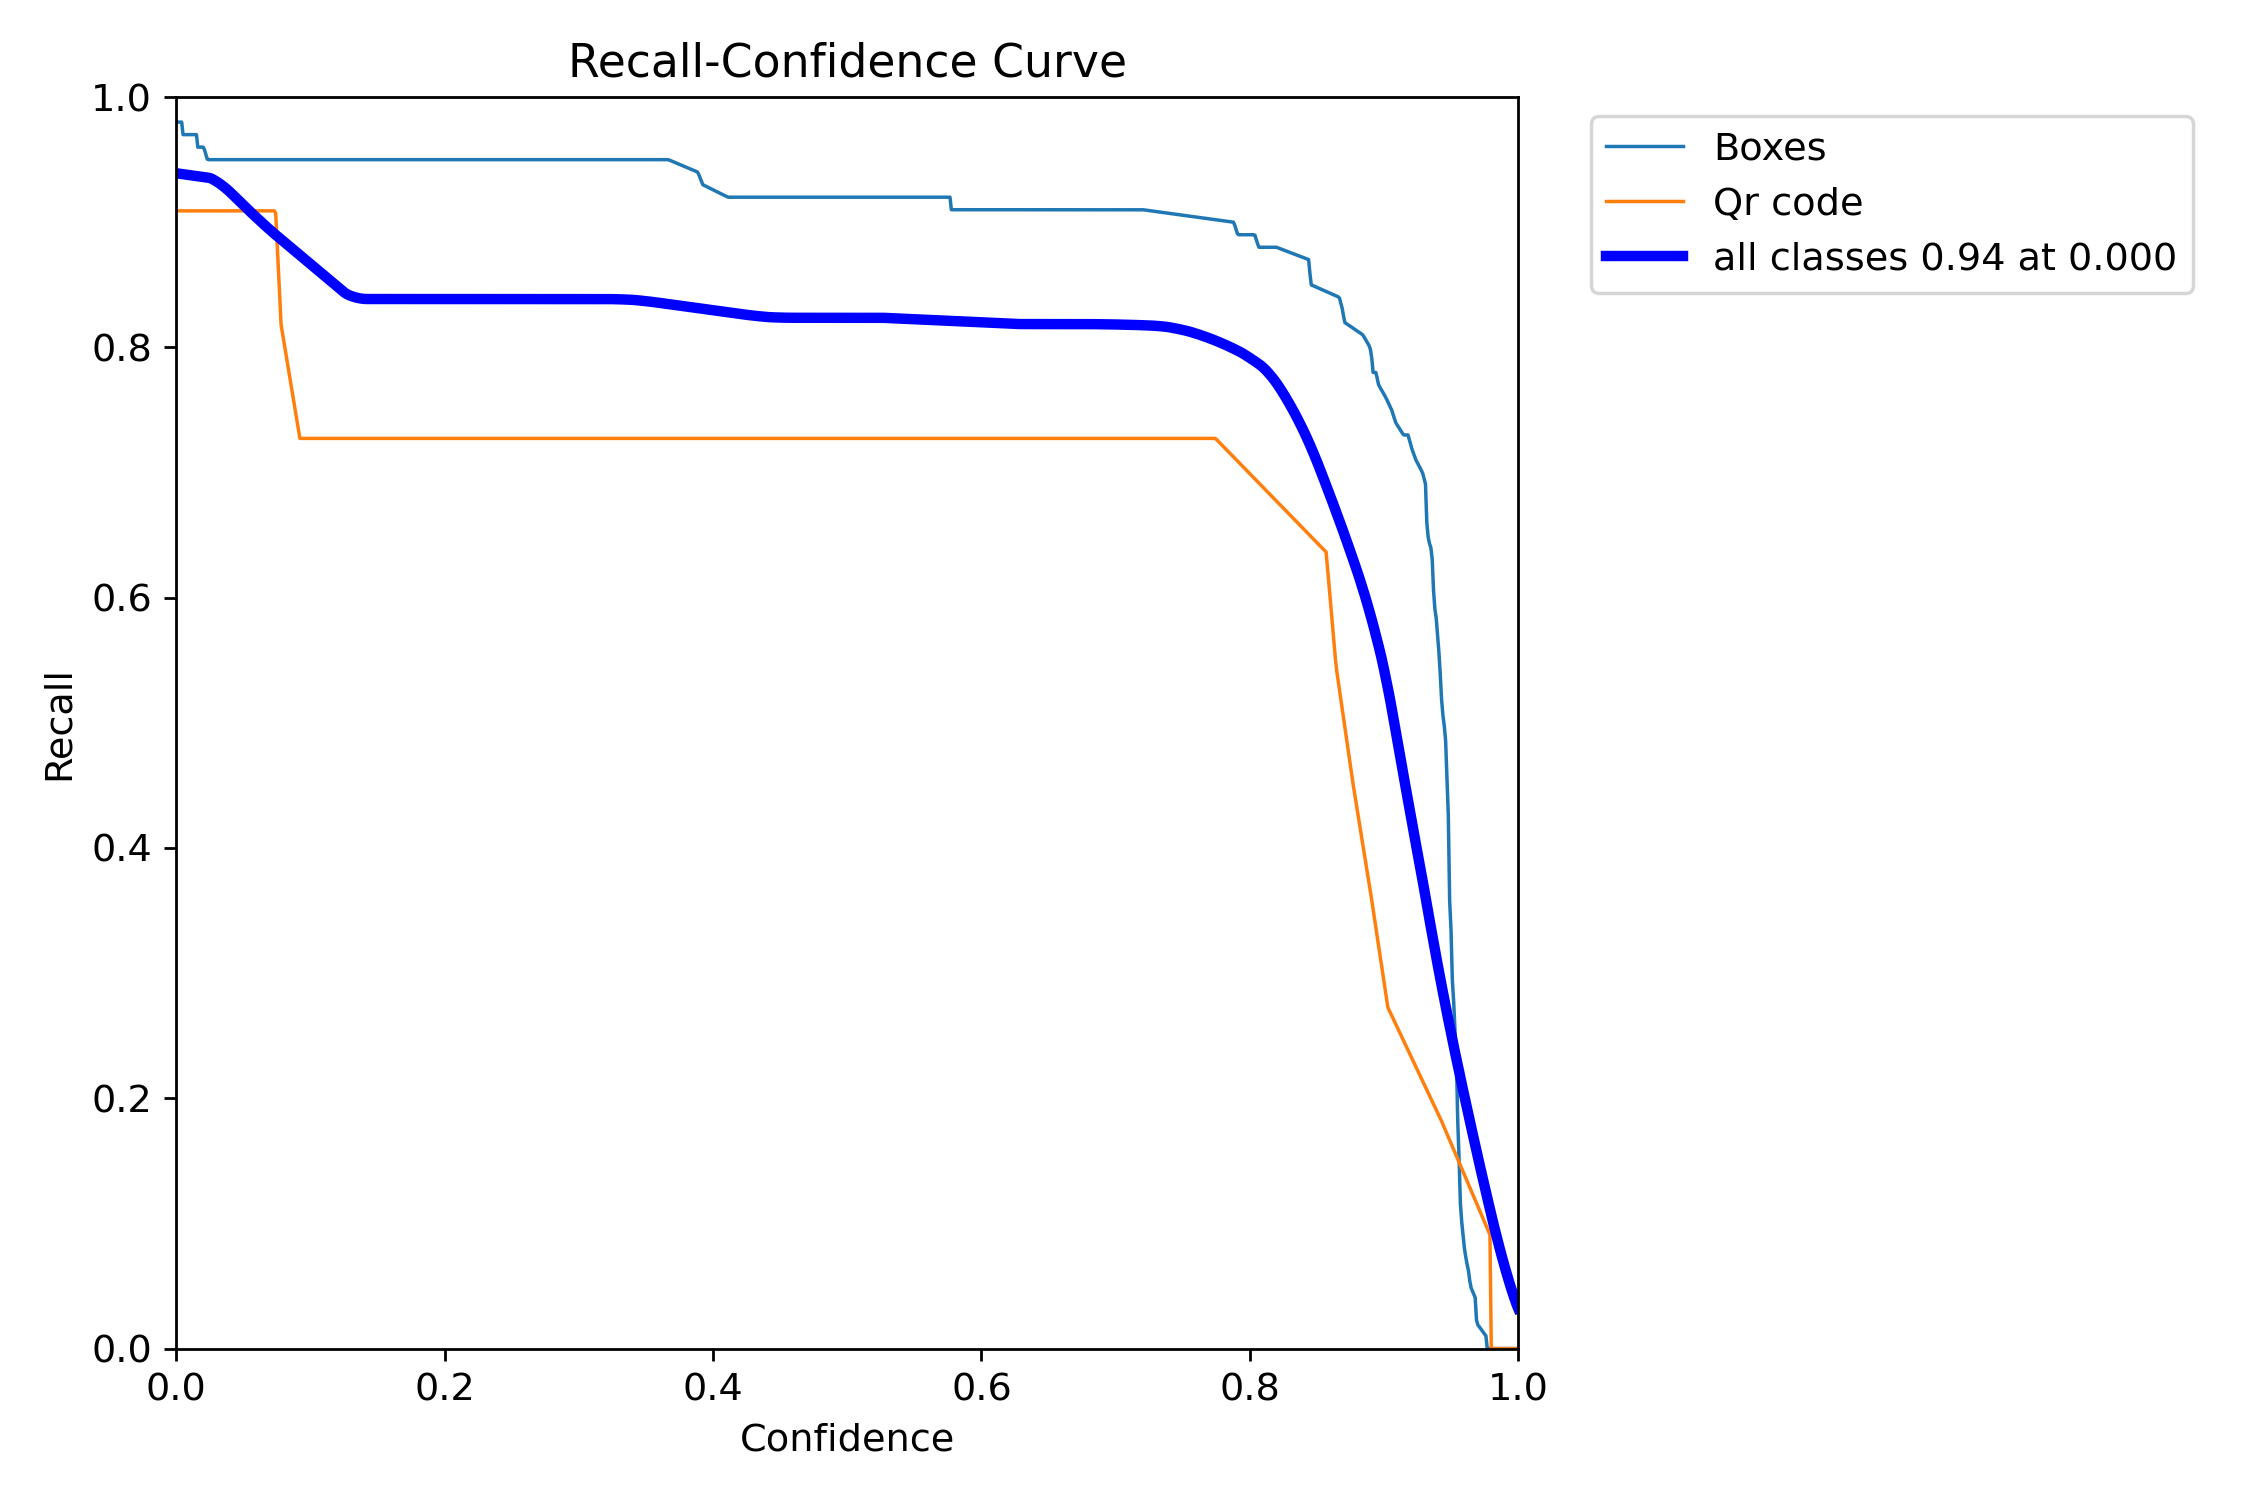 Recall-Confidence Curve
1.0
0.8
0.6
0.4
0.2
0.0
Recall
0.0 0.2 0.4 0.6 0.8 1.0
Confidence
Boxes
Qr code
all classes 0.94 at 0.000